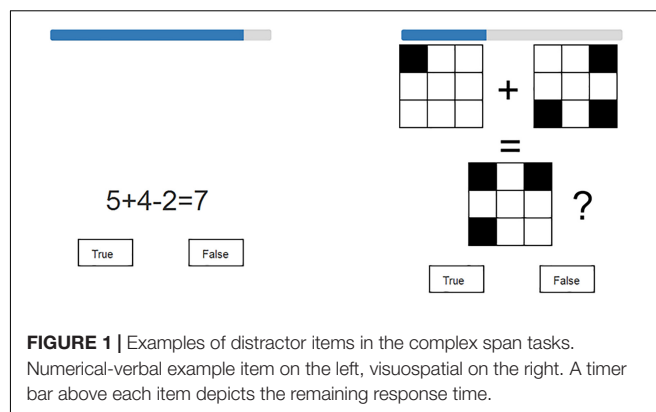 +
=
5+4-2=7
?
True False
True False
FIGURE 1 | Examples of distractor items in the complex span tasks.
Numerical-verbal example item on the left, visuospatial on the right. A timer
bar above each item depicts the remaining response time.